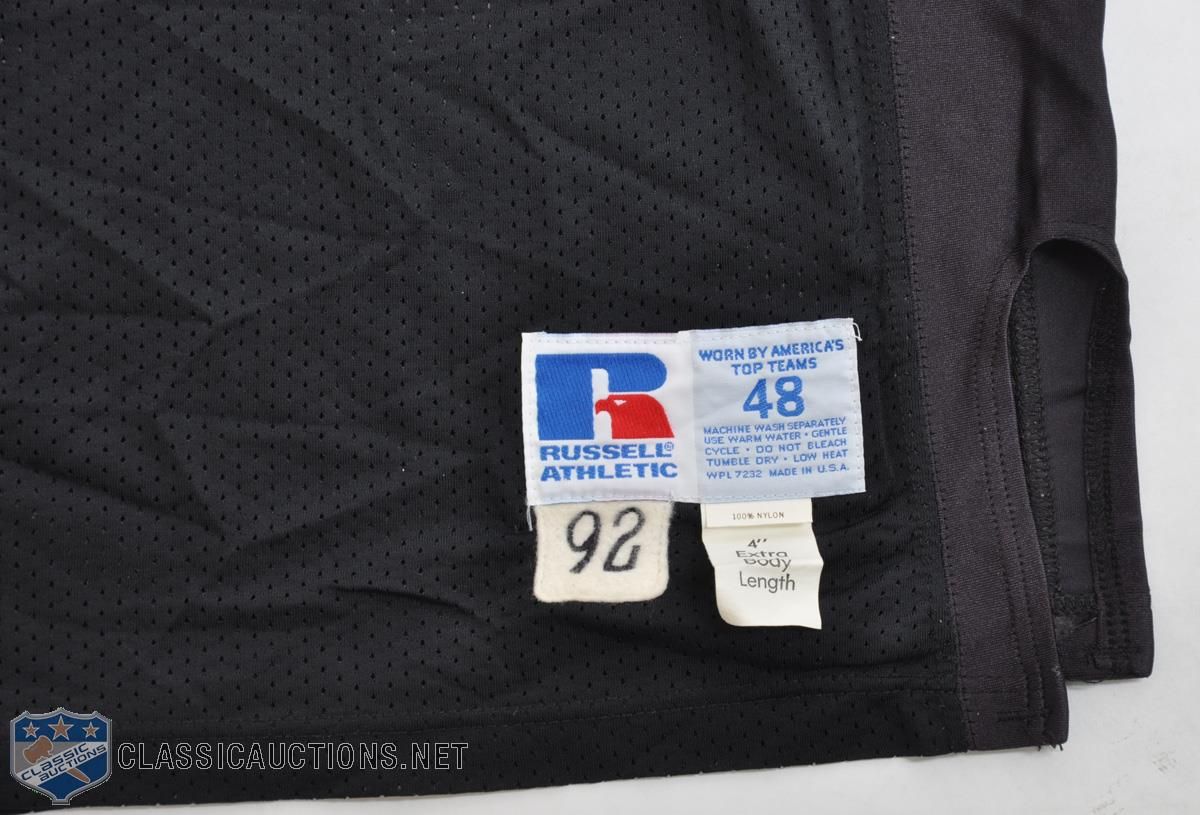 RUSSELL®
ATHLETIC
WORN BY AMERICA'S
TOP TEAMS
48
MACHINE WASH SEPARATELY
USE WARM WATER • GENTLE
CYCLE • DO NOT BLEACH
TUMBLE DRY • LOW HEAT
WPL 7232 MADE IN U.S.A.
92
100% NYLON
4"
Extra
Body
Length
CLASSIC
AUCTIONS
CLASSICAUCTIONS.NET